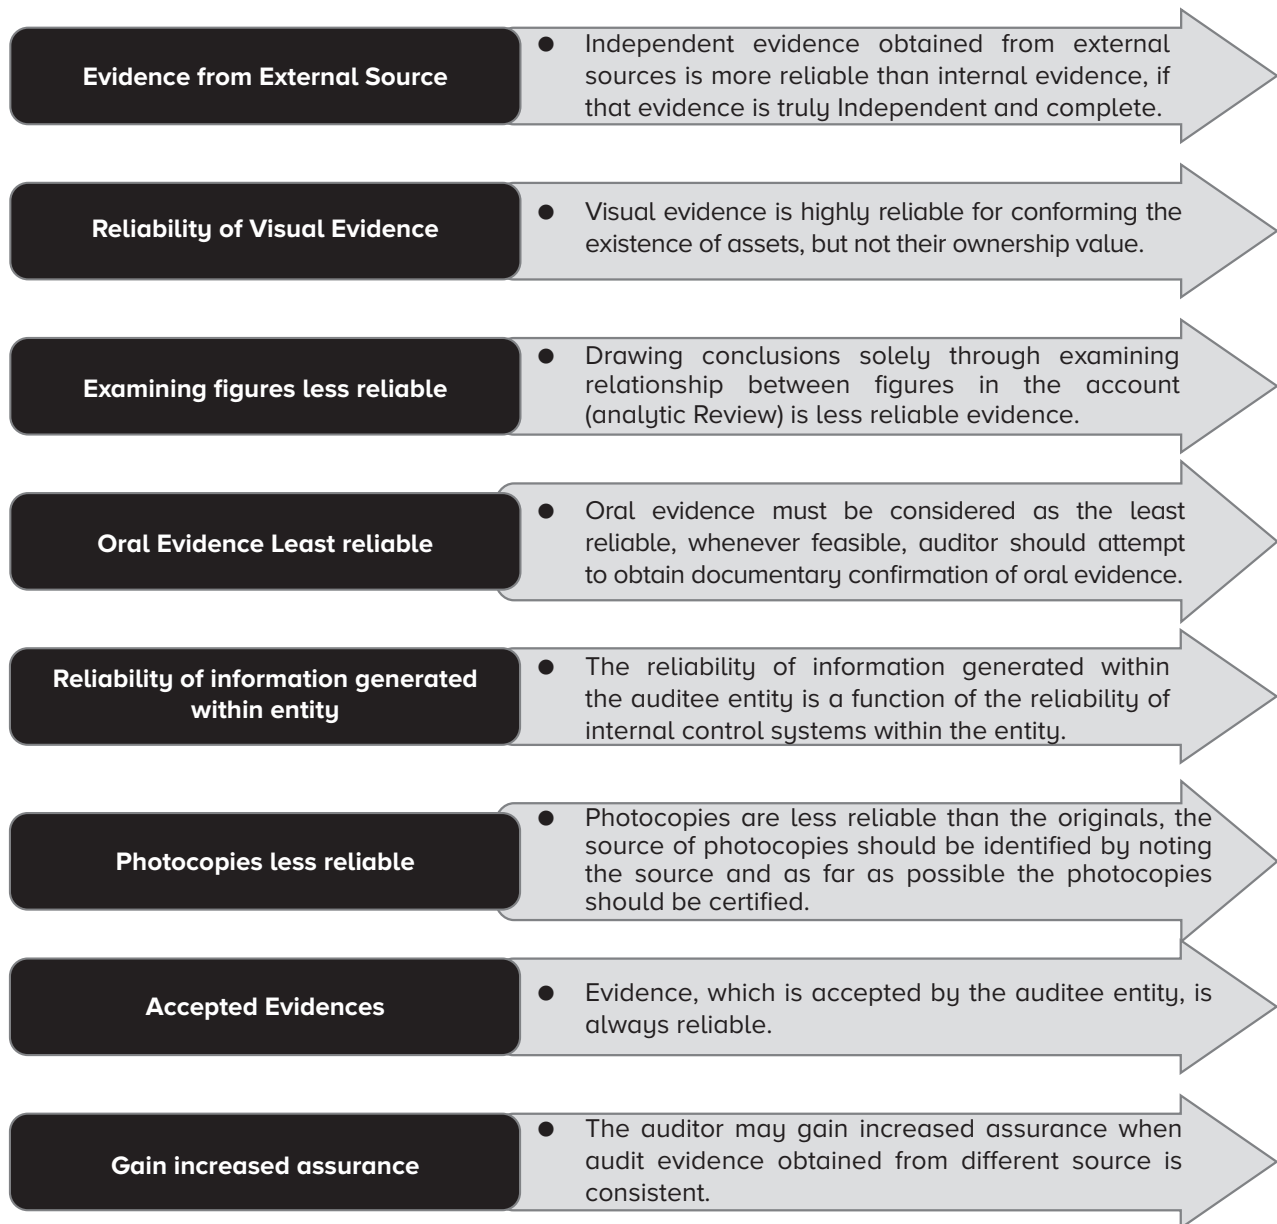 Evidence from External Source
● Independent evidence obtained from external
sources is more reliable than internal evidence, if
that evidence is truly Independent and complete.
Reliability of Visual Evidence
● Visual evidence is highly reliable for conforming the
existence of assets, but not their ownership value.
Examining figures less reliable
● Drawing conclusions solely through examining
relationship between figures in the account
(analytic Review) is less reliable evidence.
Oral Evidence Least reliable
● Oral evidence must be considered as the least
reliable, whenever feasible, auditor should attempt
to obtain documentary confirmation of oral evidence.
Reliability of information generated
within entity
● The reliability of information generated within
the auditee entity is a function of the reliability of
internal control systems within the entity.
Photocopies less reliable
● Photocopies are less reliable than the originals, the
source of photocopies should be identified by noting
the source and as far as possible the photocopies
should be certified.
Accepted Evidences
● Evidence, which is accepted by the auditee entity, is
always reliable.
Gain increased assurance
● The auditor may gain increased assurance when
audit evidence obtained from different source is
consistent.